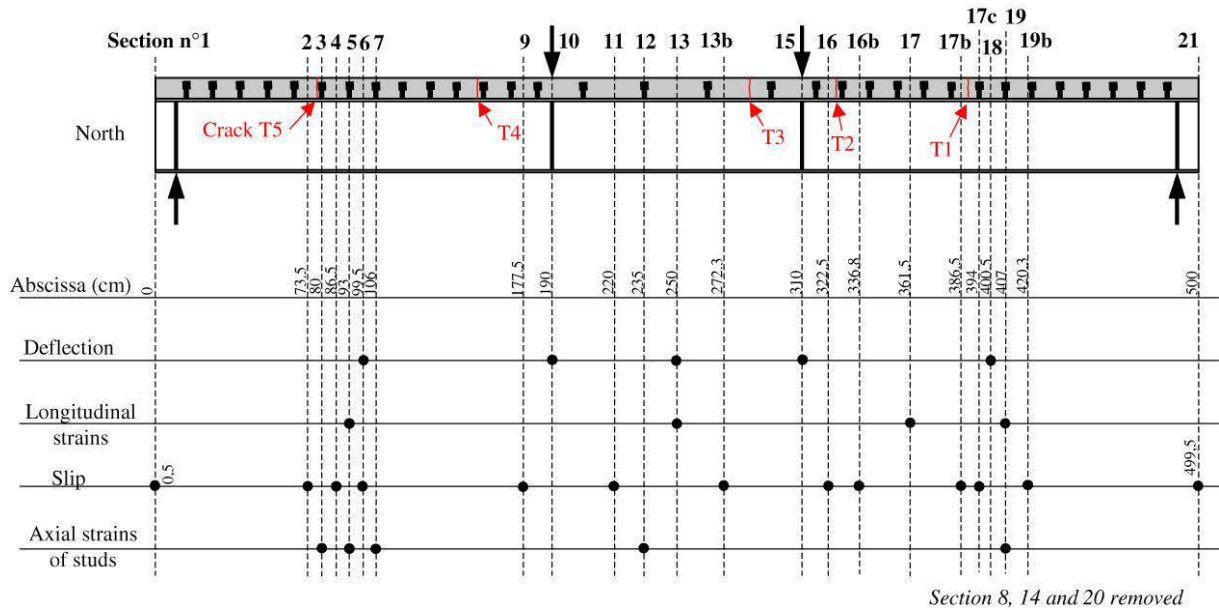 17c 19
Section n°1 2 3 4 5 6 7 9 10 11 12 13 13b 15 16 16b 17 17b 18 19b 21
North
Crack T5 T4 T3 T2 T1
Abscissa (cm) 0 73,5 80 86,5 93 99,5 106 177,5 190 220 235 250 272,3 310 322,5 336,8 361,5 386,5 394 400,5 407 420,3 500
Deflection
Longitudinal
strains
Slip 0,5 499,5
Axial strains
of studs
Section 8, 14 and 20 removed